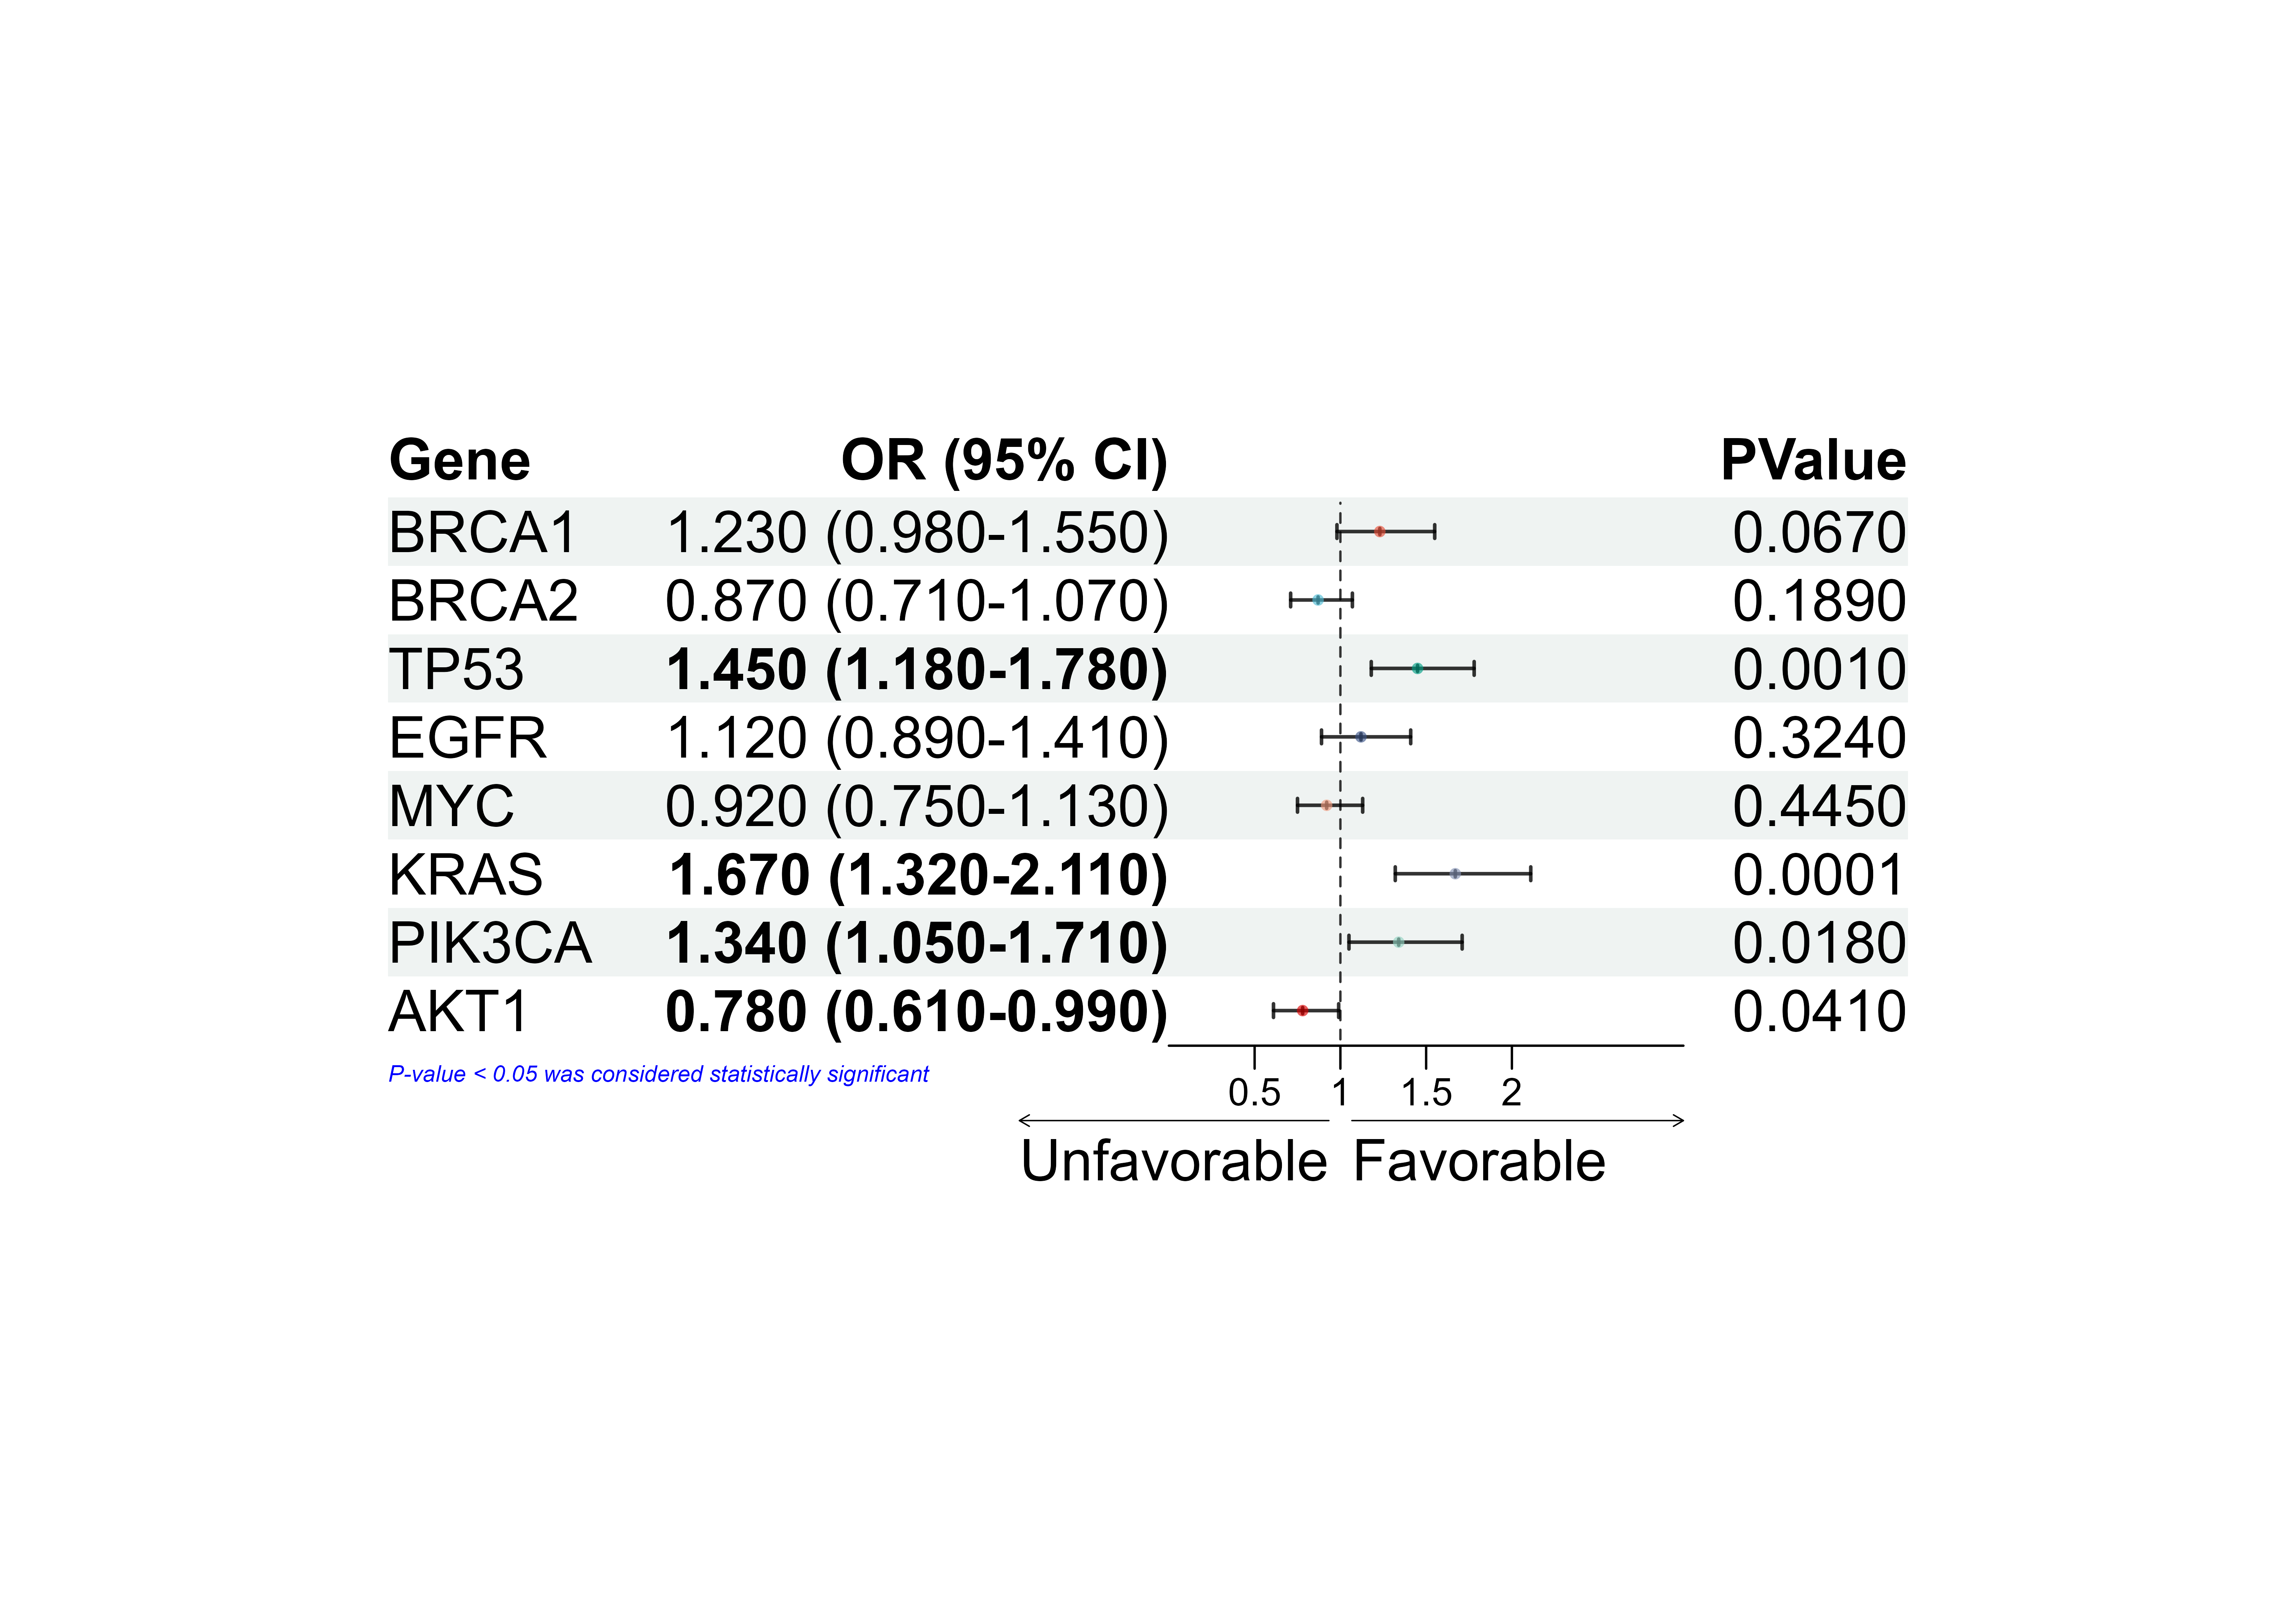 Gene OR (95% CI) PValue
BRCA1 1.230 (0.980-1.550) 0.0670
BRCA2 0.870 (0.710-1.070) 0.1890
TP53 1.450 (1.180-1.780) 0.0010
EGFR 1.120 (0.890-1.410) 0.3240
MYC 0.920 (0.750-1.130) 0.4450
KRAS 1.670 (1.320-2.110) 0.0001
PIK3CA 1.340 (1.050-1.710) 0.0180
AKT1 0.780 (0.610-0.990) 0.0410
P-value < 0.05 was considered statistically significant
0.5 1 1.5 2
Unfavorable Favorable